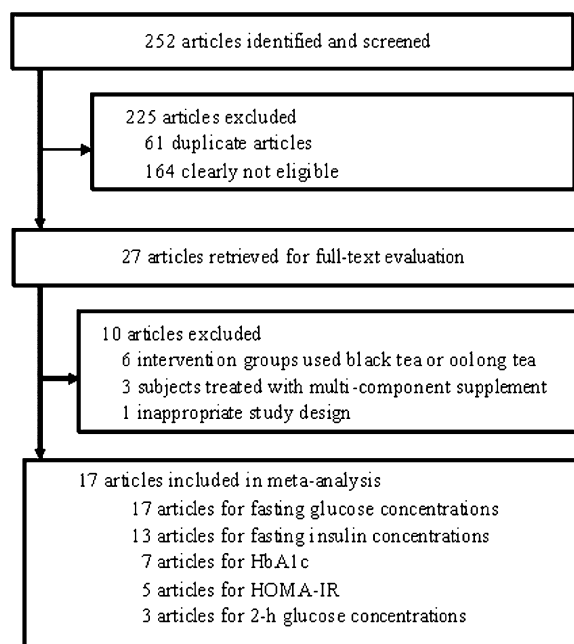 252 articles identified and screened
225 articles excluded
61 duplicate articles
164 clearly not eligible
27 articles retrieved for full-text evaluation
10 articles excluded
6 intervention groups used black tea or oolong tea
3 subjects treated with multi-component supplement
1 inappropriate study design
17 articles included in meta-analysis
17 articles for fasting glucose concentrations
13 articles for fasting insulin concentrations
7 articles for HbA1c
5 articles for HOMA-IR
3 articles for 2-h glucose concentrations